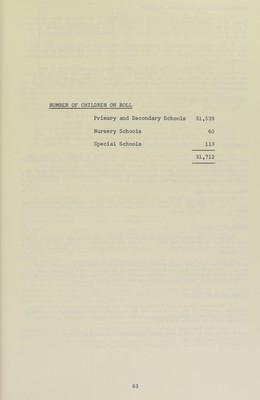 NUMBER OF CHILDREN ON ROLL
Primary and Secondary Schools 31,539
Nursery Schools 60
Special Schools 113
31,712
63